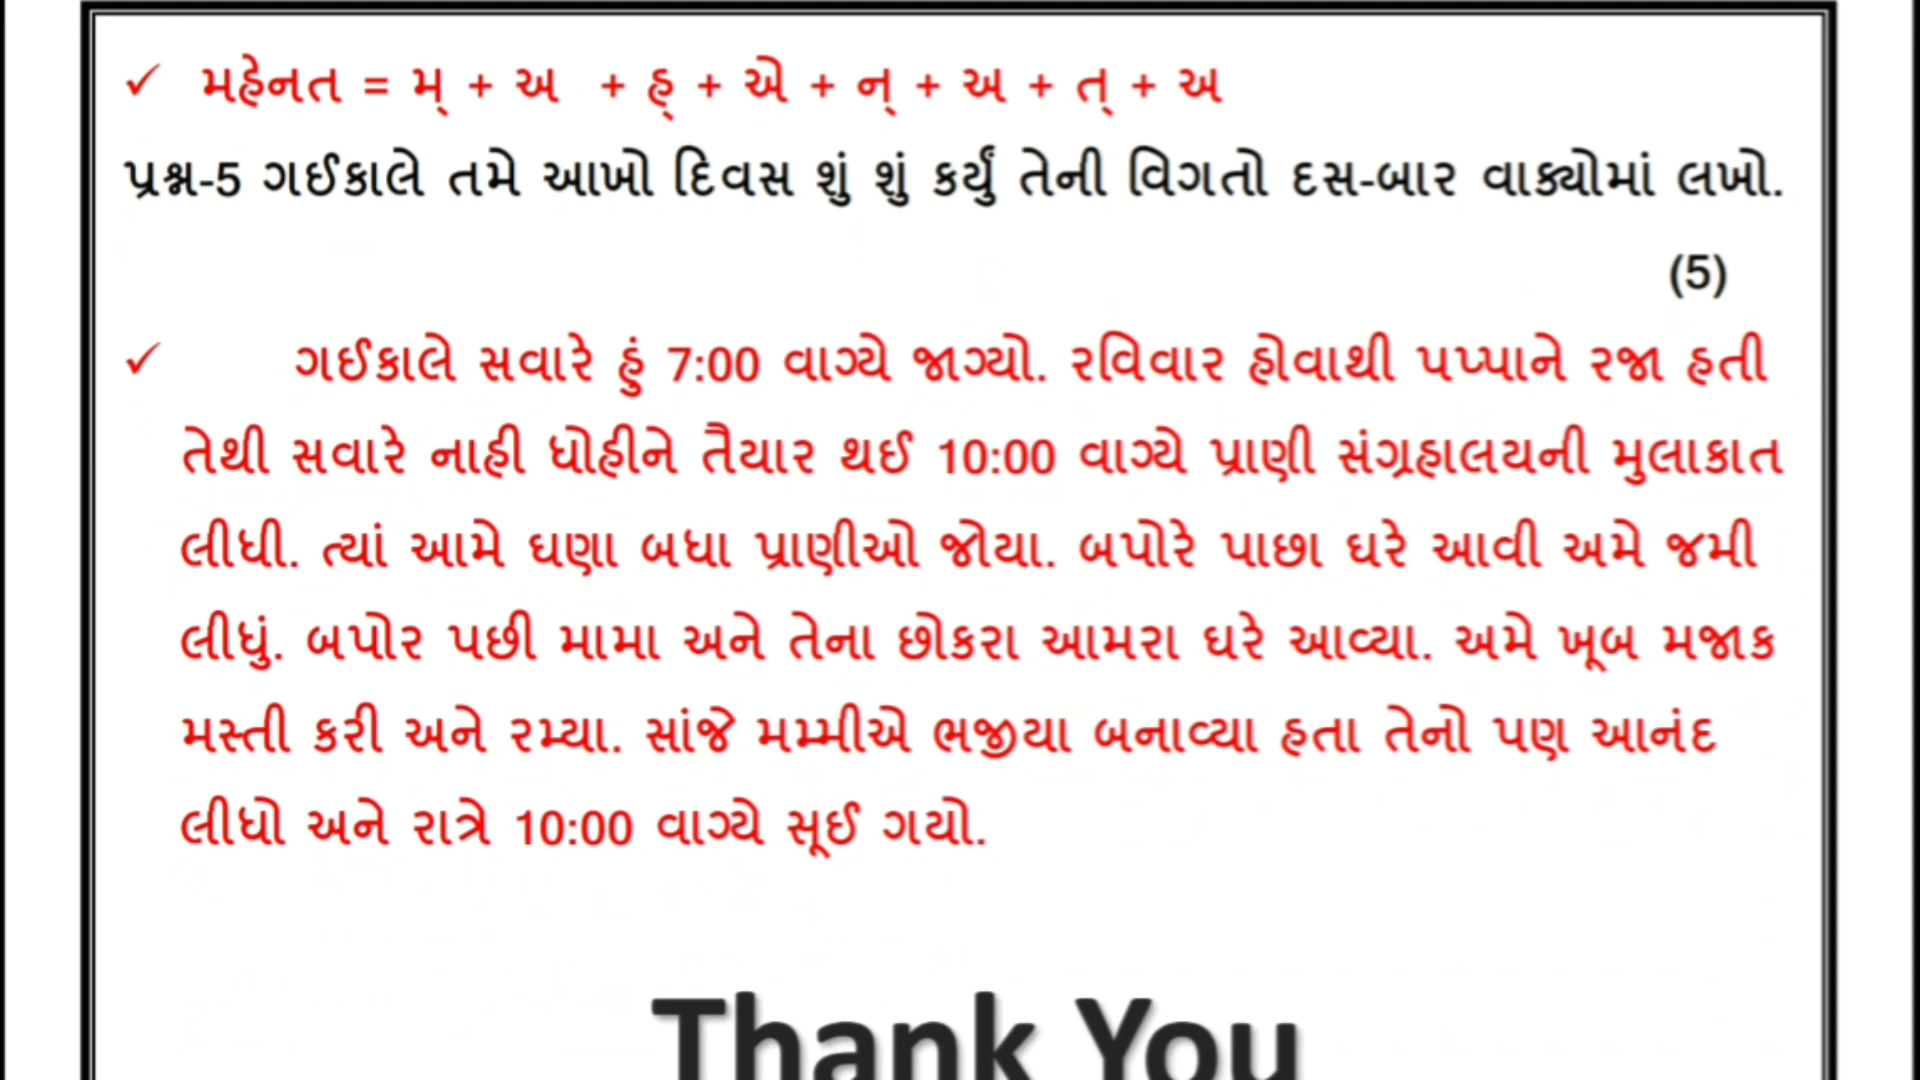 ✓ મહેનત = મ્ + અ + હ્ + એ + ન્ + અ + ત્ + અ
પ્રશ્ન-5 ગઈકાલે તમે આખો દિવસ શું શું કર્યું તેની વિગતો દસ-બાર વાક્યોમાં લખો.
(5)
✓ ગઈકાલે સવારે હું 7:00 વાગ્યે જાગ્યો. રવિવાર હોવાથી પપ્પાને રજા હતી
તેથી સવારે નાહી ધોહીને તૈયાર થઈ 10:00 વાગ્યે પ્રાણી સંગ્રહાલયની મુલાકાત
લીધી. ત્યાં આમે ઘણા બધા પ્રાણીઓ જોયા. બપોરે પાછા ઘરે આવી અમે જમી
લીધું. બપોર પછી મામા અને તેના છોકરા આમરા ઘરે આવ્યા. અમે ખૂબ મજાક
મસ્તી કરી અને રમ્યા. સાંજે મમ્મીએ ભજીયા બનાવ્યા હતા તેનો પણ આનંદ
લીધો અને રાત્રે 10:00 વાગ્યે સૂઈ ગયો.
Thank You